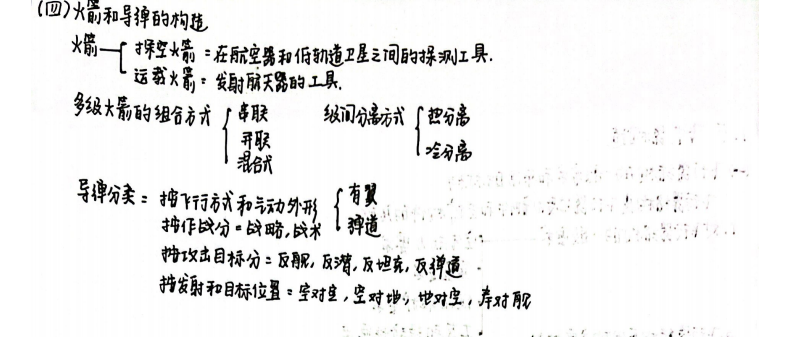 (四)火箭和导弹的构造
火箭 探空火箭:在航空器和低轨道卫星之间的探测工具.
运载火箭:发射航天器的工具.
多级火箭的组合方式 串联 级间分离方式 热分离
并联 冷分离
混合式
导弹分类:按飞行方式和气动外形 有翼
弹道
按作战分:战略,战术
按攻击目标分:反舰,反潜,反坦克,反弹道
按发射和目标位置:空对空,空对地,地对空,岸对舰